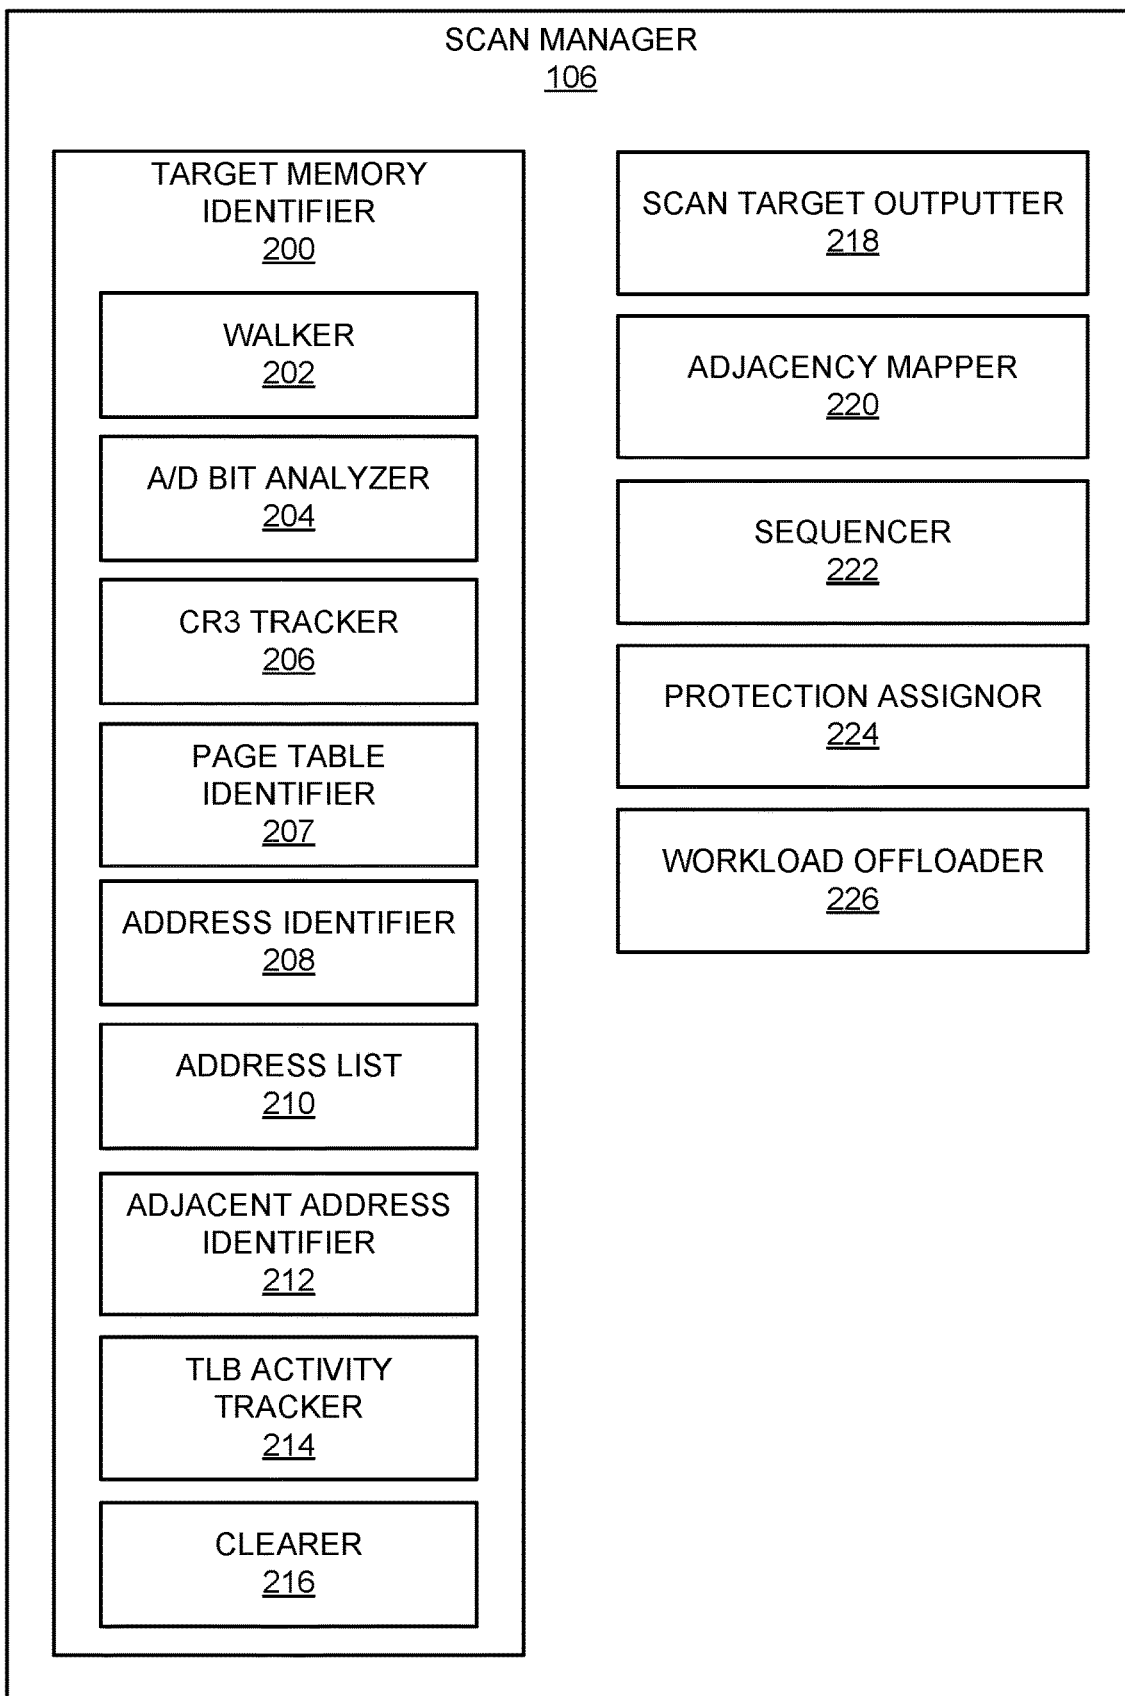 SCAN MANAGER
106
TARGET MEMORY
IDENTIFIER
200
WALKER
202
A/D BIT ANALYZER
204
CR3 TRACKER
206
PAGE TABLE
IDENTIFIER
207
ADDRESS IDENTIFIER
208
ADDRESS LIST
210
ADJACENT ADDRESS
IDENTIFIER
212
TLB ACTIVITY
TRACKER
214
CLEARER
216
SCAN TARGET OUTPUTTER
218
ADJACENCY MAPPER
220
SEQUENCER
222
PROTECTION ASSIGNOR
224
WORKLOAD OFFLOADER
226